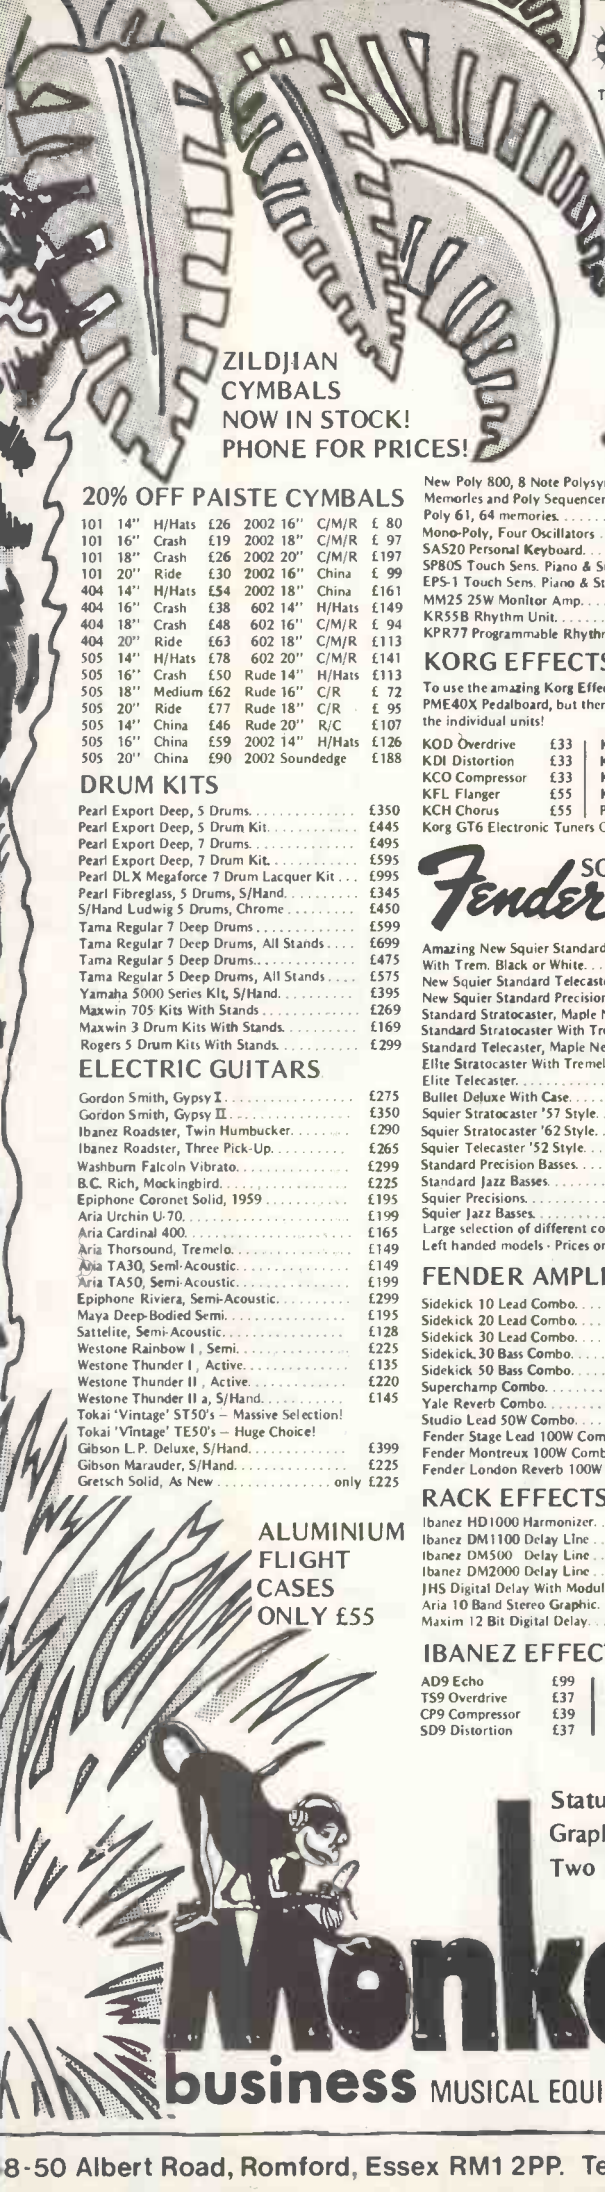 ZILDJIAN
CYMBALS
NOW IN STOCK!
PHONE FOR PRICES!
20% OFF PAISTE CYMBALS
101 14" H/Hats £26 2002 16" C/M/R £ 80
101 16" Crash £19 2002 18" C/M/R £ 97
101 18" Crash £26 2002 20" C/M/R £197
101 20" Ride £30 2002 16" China £ 99
404 14" H/Hats £54 2002 18" China £161
404 16" Crash £38 602 14" H/Hats £149
404 18" Crash £48 602 16" C/M/R £ 94
404 20" Ride £63 602 18" C/M/R £113
505 14" H/Hats £78 602 20" C/M/R £141
505 16" Crash £50 Rude 14" H/Hats £113
505 18" Medium £62 Rude 16" C/R £ 72
505 20" Ride £77 Rude 18" C/R £ 95
505 14" China £46 Rude 20" R/C £107
505 16" China £59 2002 14" H/Hats £126
505 20" China £90 2002 Soundedge £188
DRUM KITS
Pearl Export Deep, 5 Drums. £350
Pearl Export Deep, 5 Drum Kit. £445
Pearl Export Deep, 7 Drums. £495
Pearl Export Deep, 7 Drum Kit. £595
Pearl DLX Megaforce 7 Drum Lacquer Kit £995
Pearl Fibreglass, 5 Drums, S/Hand. £345
S/Hand Ludwig 5 Drums, Chrome £450
Tama Regular 7 Deep Drums £599
Tama Regular 7 Deep Drums, All Stands £699
Tama Regular 5 Deep Drums. £475
Tama Regular 5 Deep Drums, All Stands £575
Yamaha 5000 Series Kit, S/Hand. £395
Maxwin 705 Kits With Stands £269
Maxwin 3 Drum Kits With Stands. £169
Rogers 5 Drum Kits With Stands. £299
ELECTRIC GUITARS
Gordon Smith, Gypsy I £275
Gordon Smith, Gypsy II £350
Ibanez Roadster, Twin Humbucker. £290
Ibanez Roadster, Three Pick-Up. £265
Washburn Falcoln Vibrato. £299
B.C. Rich, Mockingbird. £225
Epiphone Coronet Solid, 1959 £195
Aria Urchin U-70. £199
Aria Cardinal 400. £165
Aria Thorsound, Tremelo. £149
Aria TA30, Semi-Acoustic. £149
Aria TA50, Semi-Acoustic. £199
Epiphone Riviera, Semi-Acoustic. £299
Maya Deep-Bodied Semi. £195
Sattelite, Semi-Acoustic. £128
Westone Rainbow I , Semi. £225
Westone Thunder I , Active. £135
Westone Thunder II , Active. £220
Westone Thunder II a, S/Hand. £145
Tokai 'Vintage' ST50's – Massive Selection!
Tokai 'Vintage' TE50's – Huge Choice!
Gibson L.P. Deluxe, S/Hand. £399
Gibson Marauder, S/Hand. £225
Gretsch Solid, As New only £225
ALUMINIUM
FLIGHT
CASES
ONLY £55
New Poly 800, 8 Note
Memories and Poly Sequencer
Poly 61, 64 memories.
Mono-Poly, Four Oscillators
SAS20 Personal Keyboard.
SP80S Touch Sens. Piano &
EPS-1 Touch Sens. Piano &
MM25 25W Monitor Amp.
KR55B Rhythm Unit.
KPR77 Programmable
KORG EFFECTS
To use the amazing Korg
PME40X Pedalboard, but
the individual units!
KOD Overdrive £33
KDI Distortion £33
KCO Compressor £33
KFL Flanger £55
KCH Chorus £55
Korg GT6 Electronic Tuners
Fender
Amazing New Squier Standard
With Trem. Black or White.
New Squier Standard
New Squier Standard
Standard Stratocaster, Maple
Standard Stratocaster With
Standard Telecaster, Maple
Elite Stratocaster With
Elite Telecaster.
Bullet Deluxe With Case.
Squier Stratocaster '57 Style.
Squier Stratocaster '62 Style.
Squier Telecaster '52 Style.
Standard Precision Basses.
Standard Jazz Basses.
Squier Precisions.
Squier Jazz Basses.
Large selection of different
Left handed models - Prices
FENDER
Sidekick 10 Lead Combo.
Sidekick 20 Lead Combo.
Sidekick 30 Lead Combo.
Sidekick 30 Bass Combo.
Sidekick 50 Bass Combo.
Superchamp Combo.
Yale Reverb Combo.
Studio Lead 50W Combo.
Fender Stage Lead 100W
Fender Montreux 100W
Fender London Reverb 100W
RACK EFFECTS
Ibanez HD1000 Harmonizer.
Ibanez DM1100 Delay Line
Ibanez DM500 Delay Line
Ibanez DM2000 Delay Line
JHS Digital Delay With
Aria 10 Band Stereo Graphic.
Maxim 12 Bit Digital Delay.
IBANEZ
AD9 Echo £99
TS9 Overdrive £37
CP9 Compressor £39
SD9 Distortion £37
Two
business MUSICAL
8-50 Albert Road, Romford, Essex RM1 2PP.